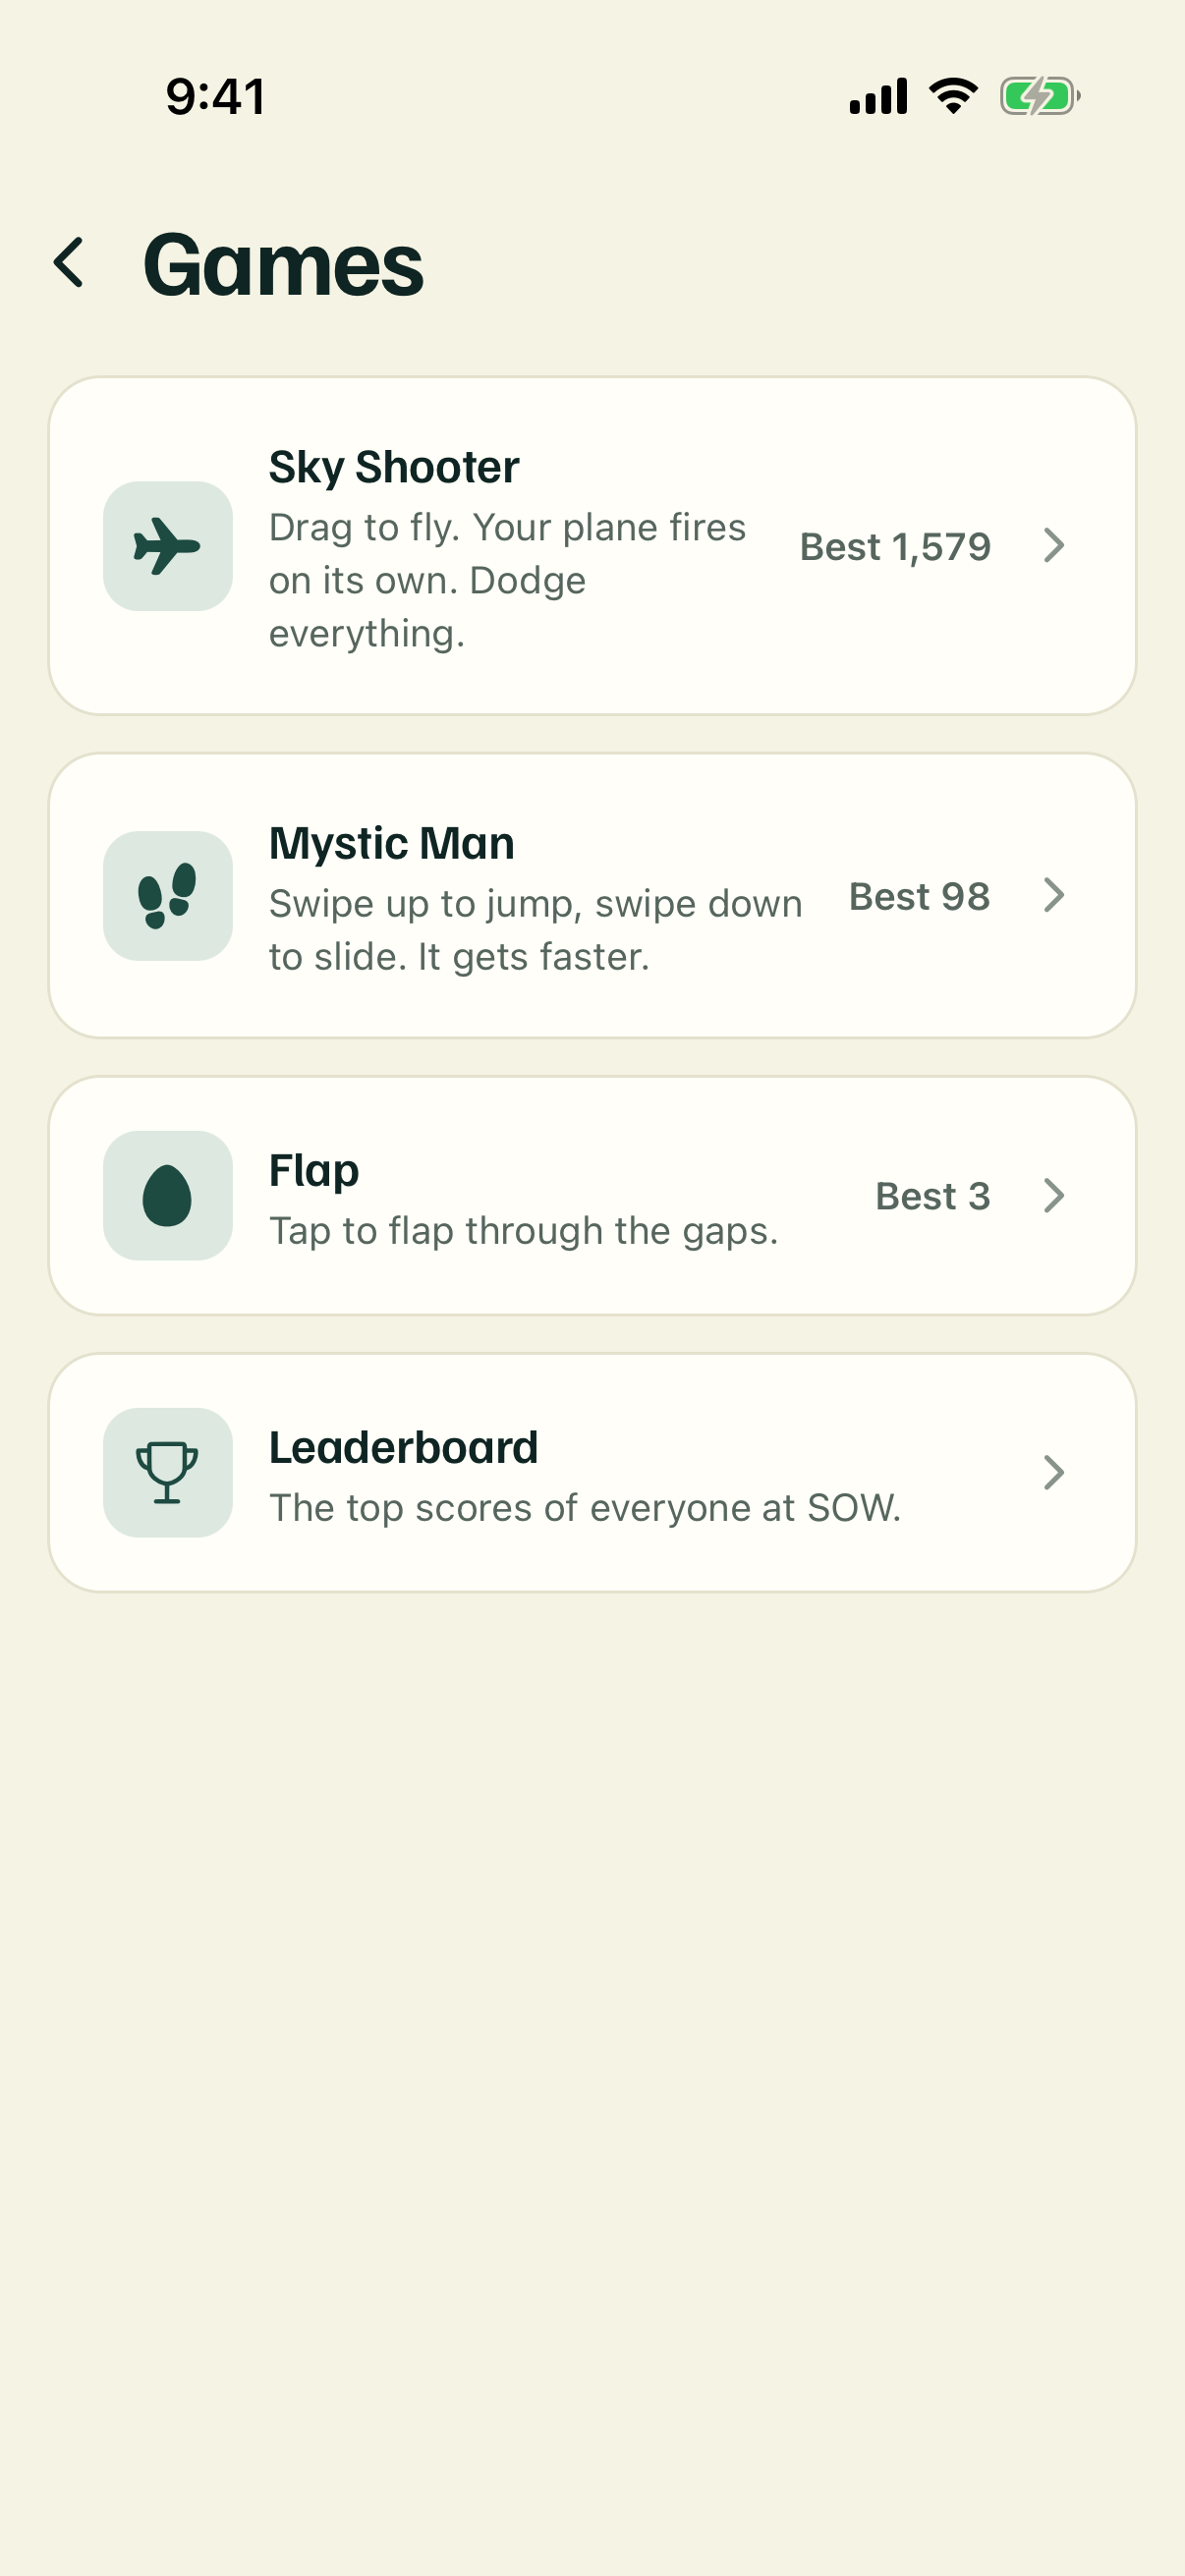 9:41
Games
Sky Shooter
Drag to fly. Your plane fires
on its own. Dodge
everything.
Best 1,579
Mystic Man
Swipe up to jump, swipe down
to slide. It gets faster.
Best 98
Flap
Tap to flap through the gaps.
Best 3
Leaderboard
The top scores of everyone at SOW.